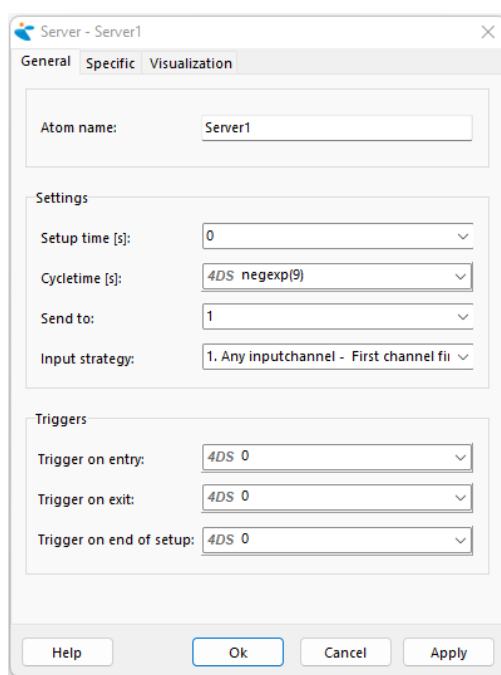 Server - Server1
General Specific Visualization
Atom name: Server1
Settings
Setup time [s]: 0
Cycletime [s]: 4DS negexp(9)
Send to: 1
Input strategy: 1. Any inputchannel - First channel fi
Triggers
Trigger on entry: 4DS 0
Trigger on exit: 4DS 0
Trigger on end of setup: 4DS 0
Help Ok Cancel Apply